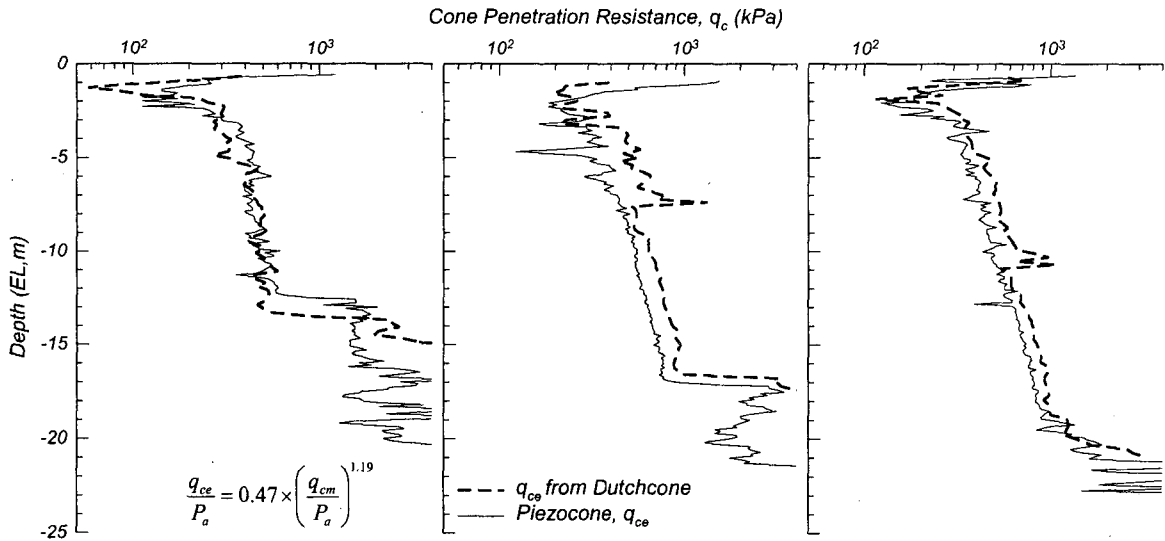 Cone Penetration Resistance, q_c (kPa)
10^2 10^3 10^2 10^3 10^2 10^3
0
-5
-10
-15
-20
-25
Depth (EL,m)
q_ce / P_a = 0.47 × (q_cm / P_a)^1.19
q_ce from Dutchcone
Piezocone, q_ce